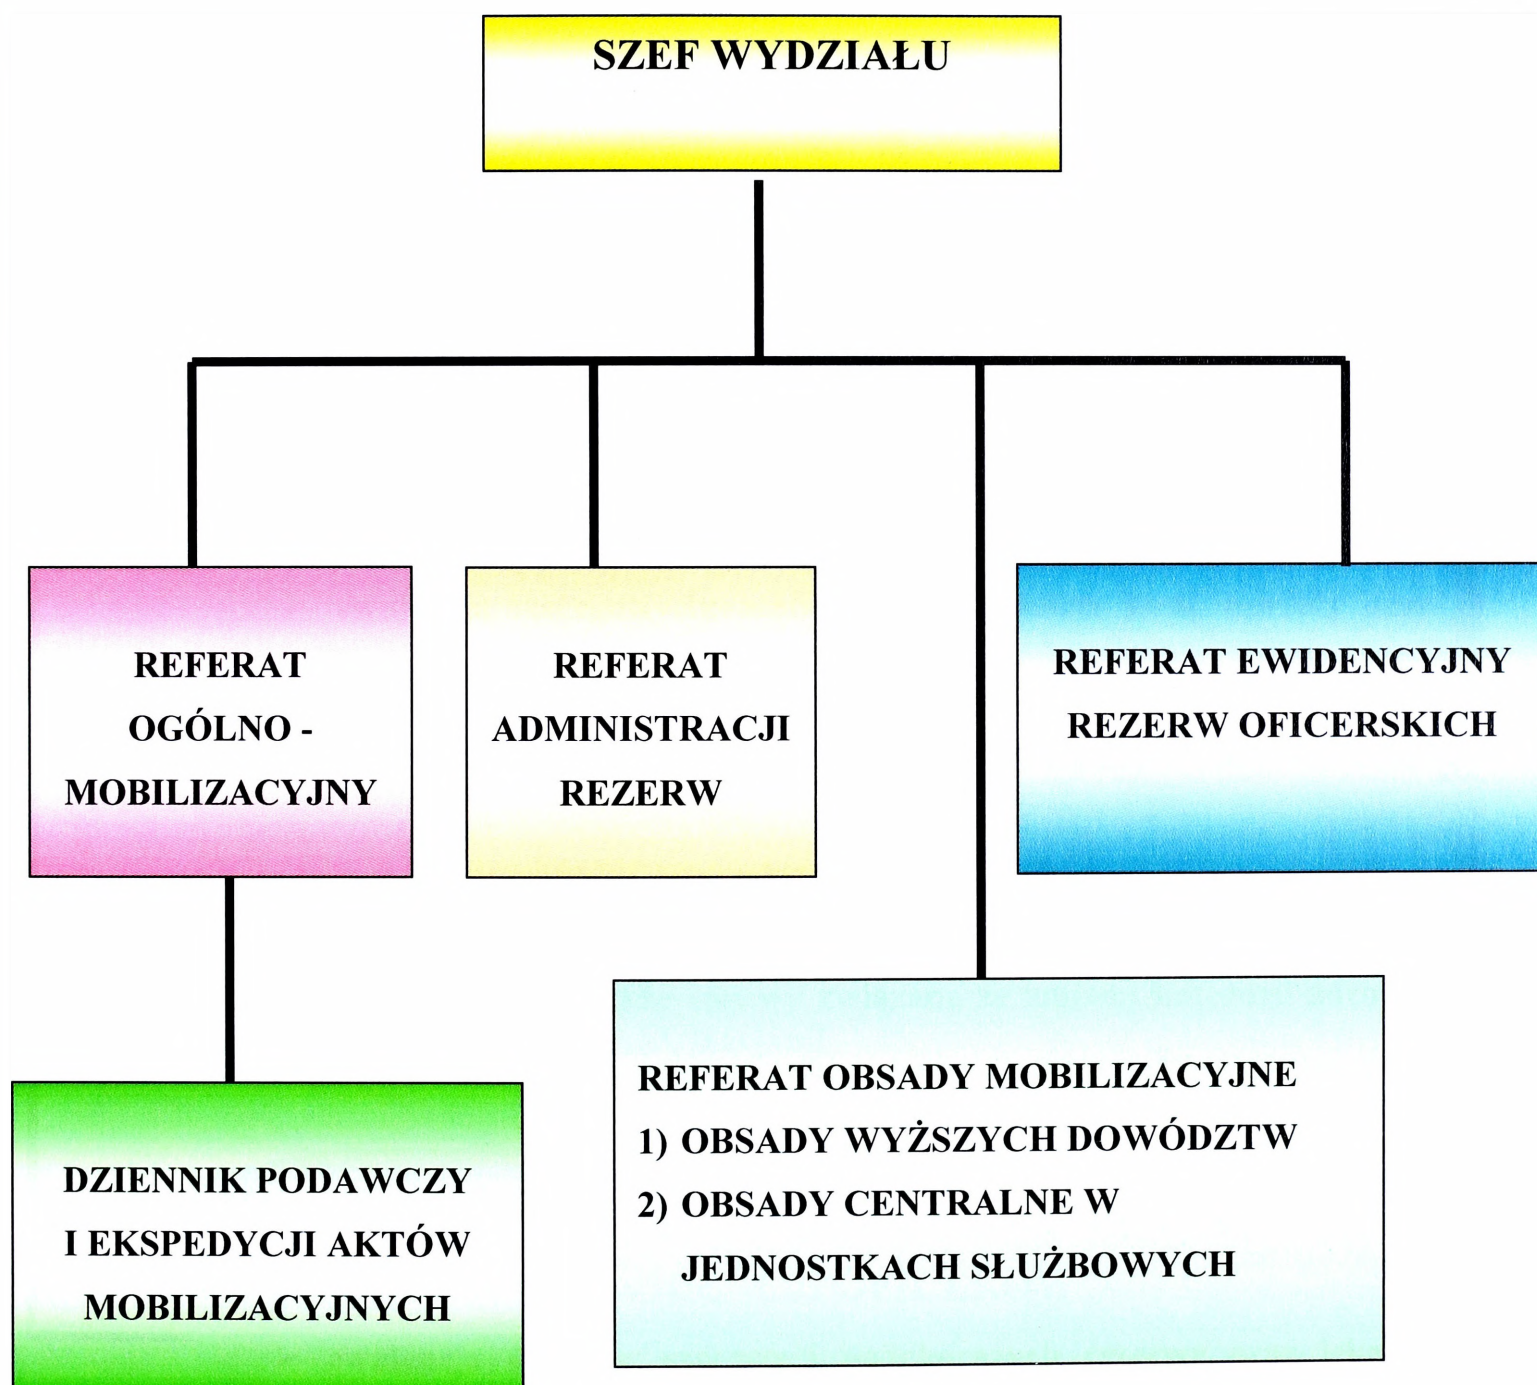 SZEF WYDZIAŁU
REFERAT
OGÓLNO -
MOBILIZACYJNY
REFERAT
ADMINISTRACJI
REZERW
REFERAT EWIDENCYJNY
REZERW OFICERSKICH
DZIENNIK PODAWCZY
I EKSPEDYCJI AKTÓW
MOBILIZACYJNYCH
REFERAT OBSADY MOBILIZACYJNE
1) OBSADY WYŻSZYCH DOWÓDZTW
2) OBSADY CENTRALNE W
JEDNOSTKACH SŁUŻBOWYCH